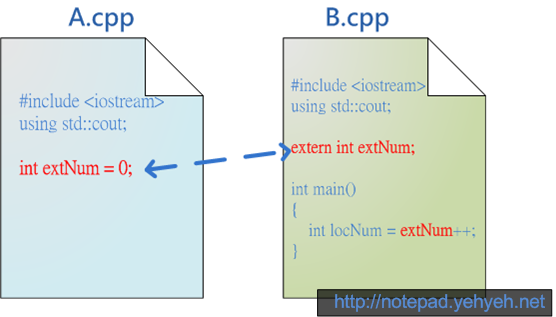 A.cpp
#include <iostream>
using std::cout;
int extNum = 0;
B.cpp
#include <iostream>
using std::cout;
extern int extNum;
int main()
{
int locNum = extNum++;
}
http://notepad.yehyeh.net